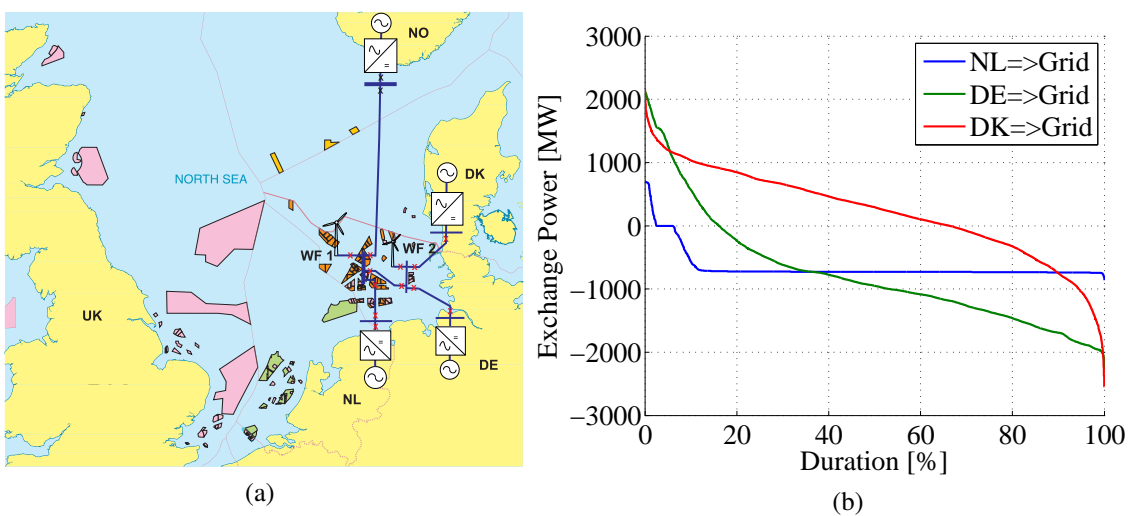 NO
NORTH SEA
DK
WF 1
WF 2
UK
DE
NL
(a)
Exchange Power [MW]
3000
2000
1000
0
−1000
−2000
−3000
NL=>Grid
DE=>Grid
DK=>Grid
0 20 40 60 80 100
Duration [%]
(b)